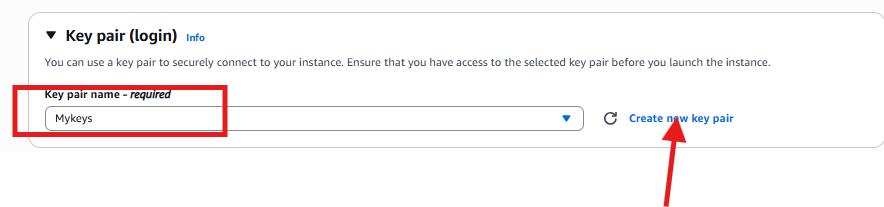 Key pair (login) Info
You can use a key pair to securely connect to your instance. Ensure that you have access to the selected key pair before you launch the instance.
Key pair name - required
Mykeys
Create new key pair